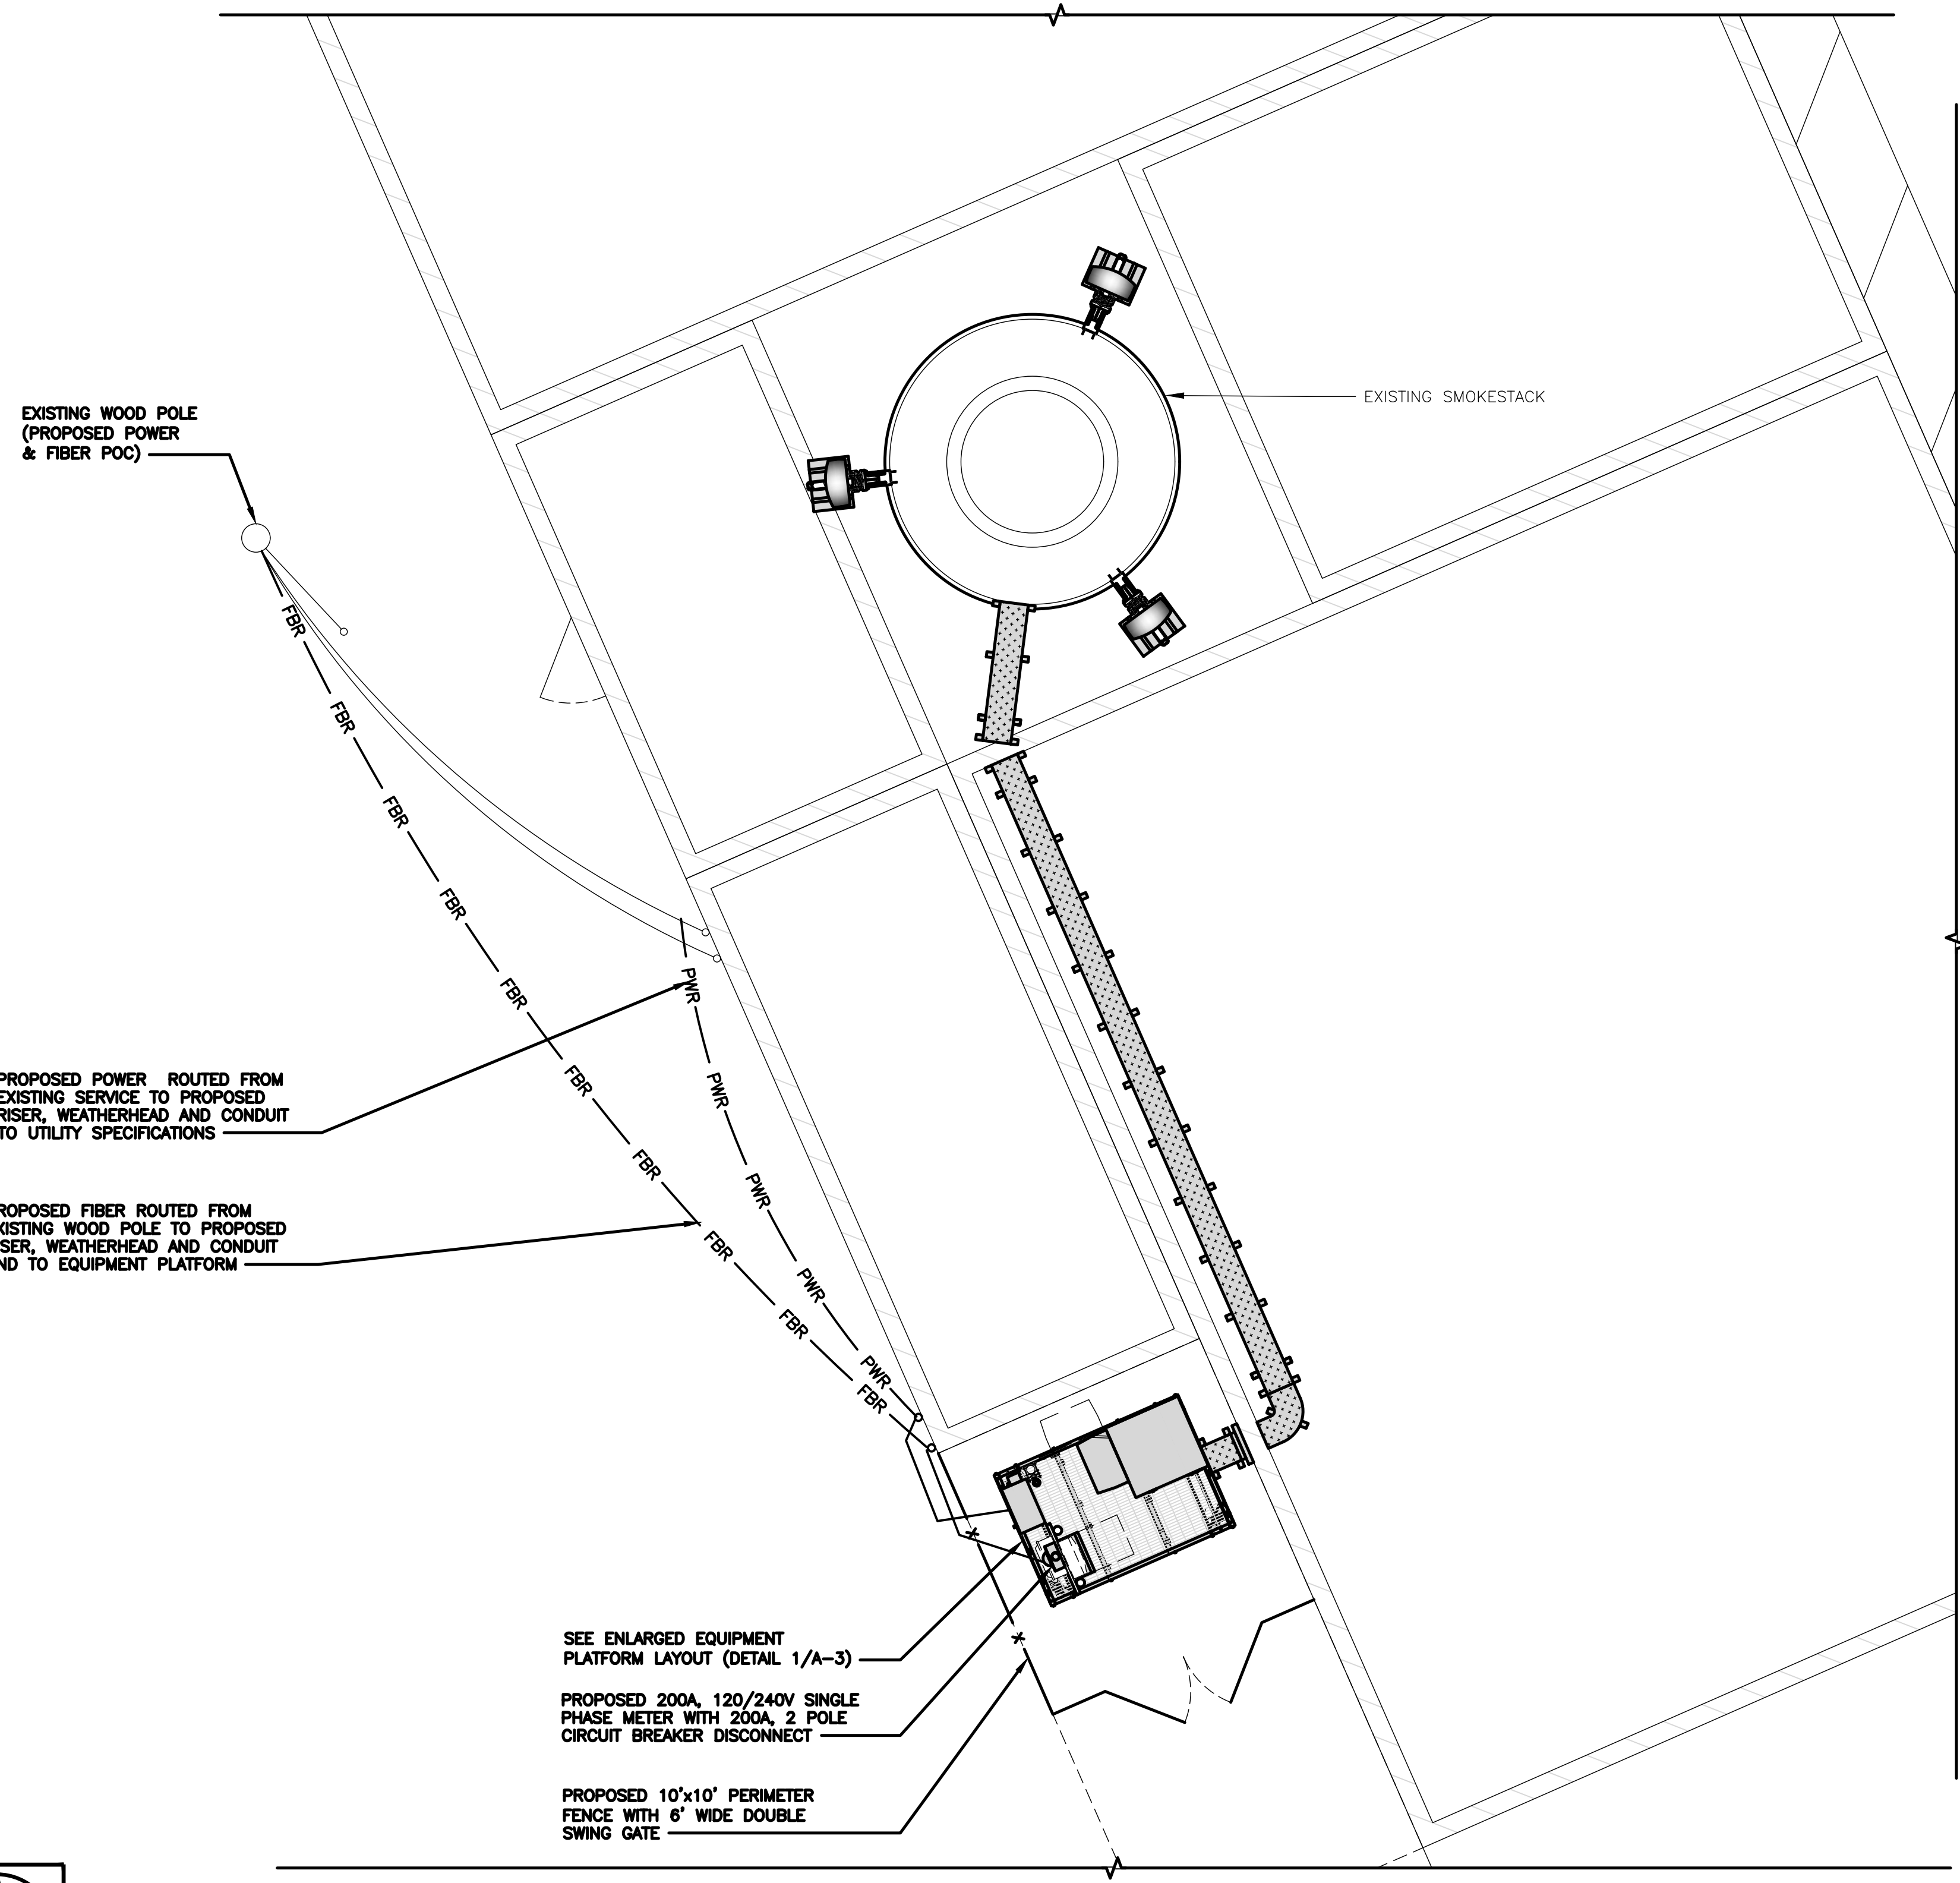 EXISTING SMOKESTACK
EXISTING WOOD POLE
(PROPOSED POWER
& FIBER POC)
FBR
FBR
FBR
FBR
FBR
FBR
FBR
FBR
FBR
FBR
PWR
PWR
PWR
PWR
PWR
PROPOSED POWER ROUTED FROM
EXISTING SERVICE TO PROPOSED
RISER, WEATHERHEAD AND CONDUIT
TO UTILITY SPECIFICATIONS
ROPOSED FIBER ROUTED FROM
XISTING WOOD POLE TO PROPOSED
SER, WEATHERHEAD AND CONDUIT
ND TO EQUIPMENT PLATFORM
SEE ENLARGED EQUIPMENT
PLATFORM LAYOUT (DETAIL 1/A-3)
PROPOSED 200A, 120/240V SINGLE
PHASE METER WITH 200A, 2 POLE
CIRCUIT BREAKER DISCONNECT
PROPOSED 10'x10' PERIMETER
FENCE WITH 6' WIDE DOUBLE
SWING GATE